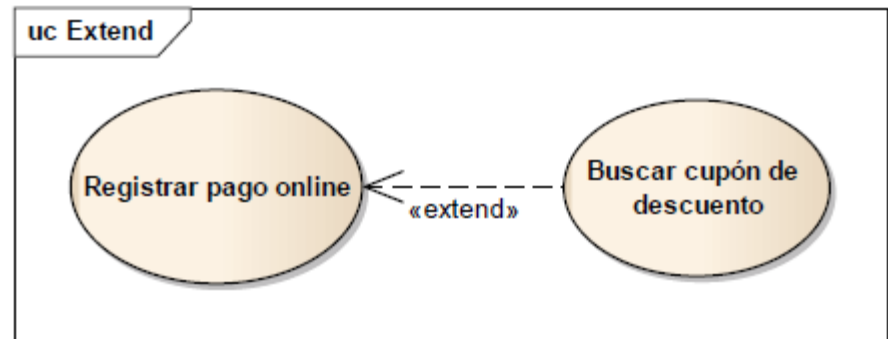 uc Extend
Registrar pago online
«extend»
Buscar cupón de
descuento